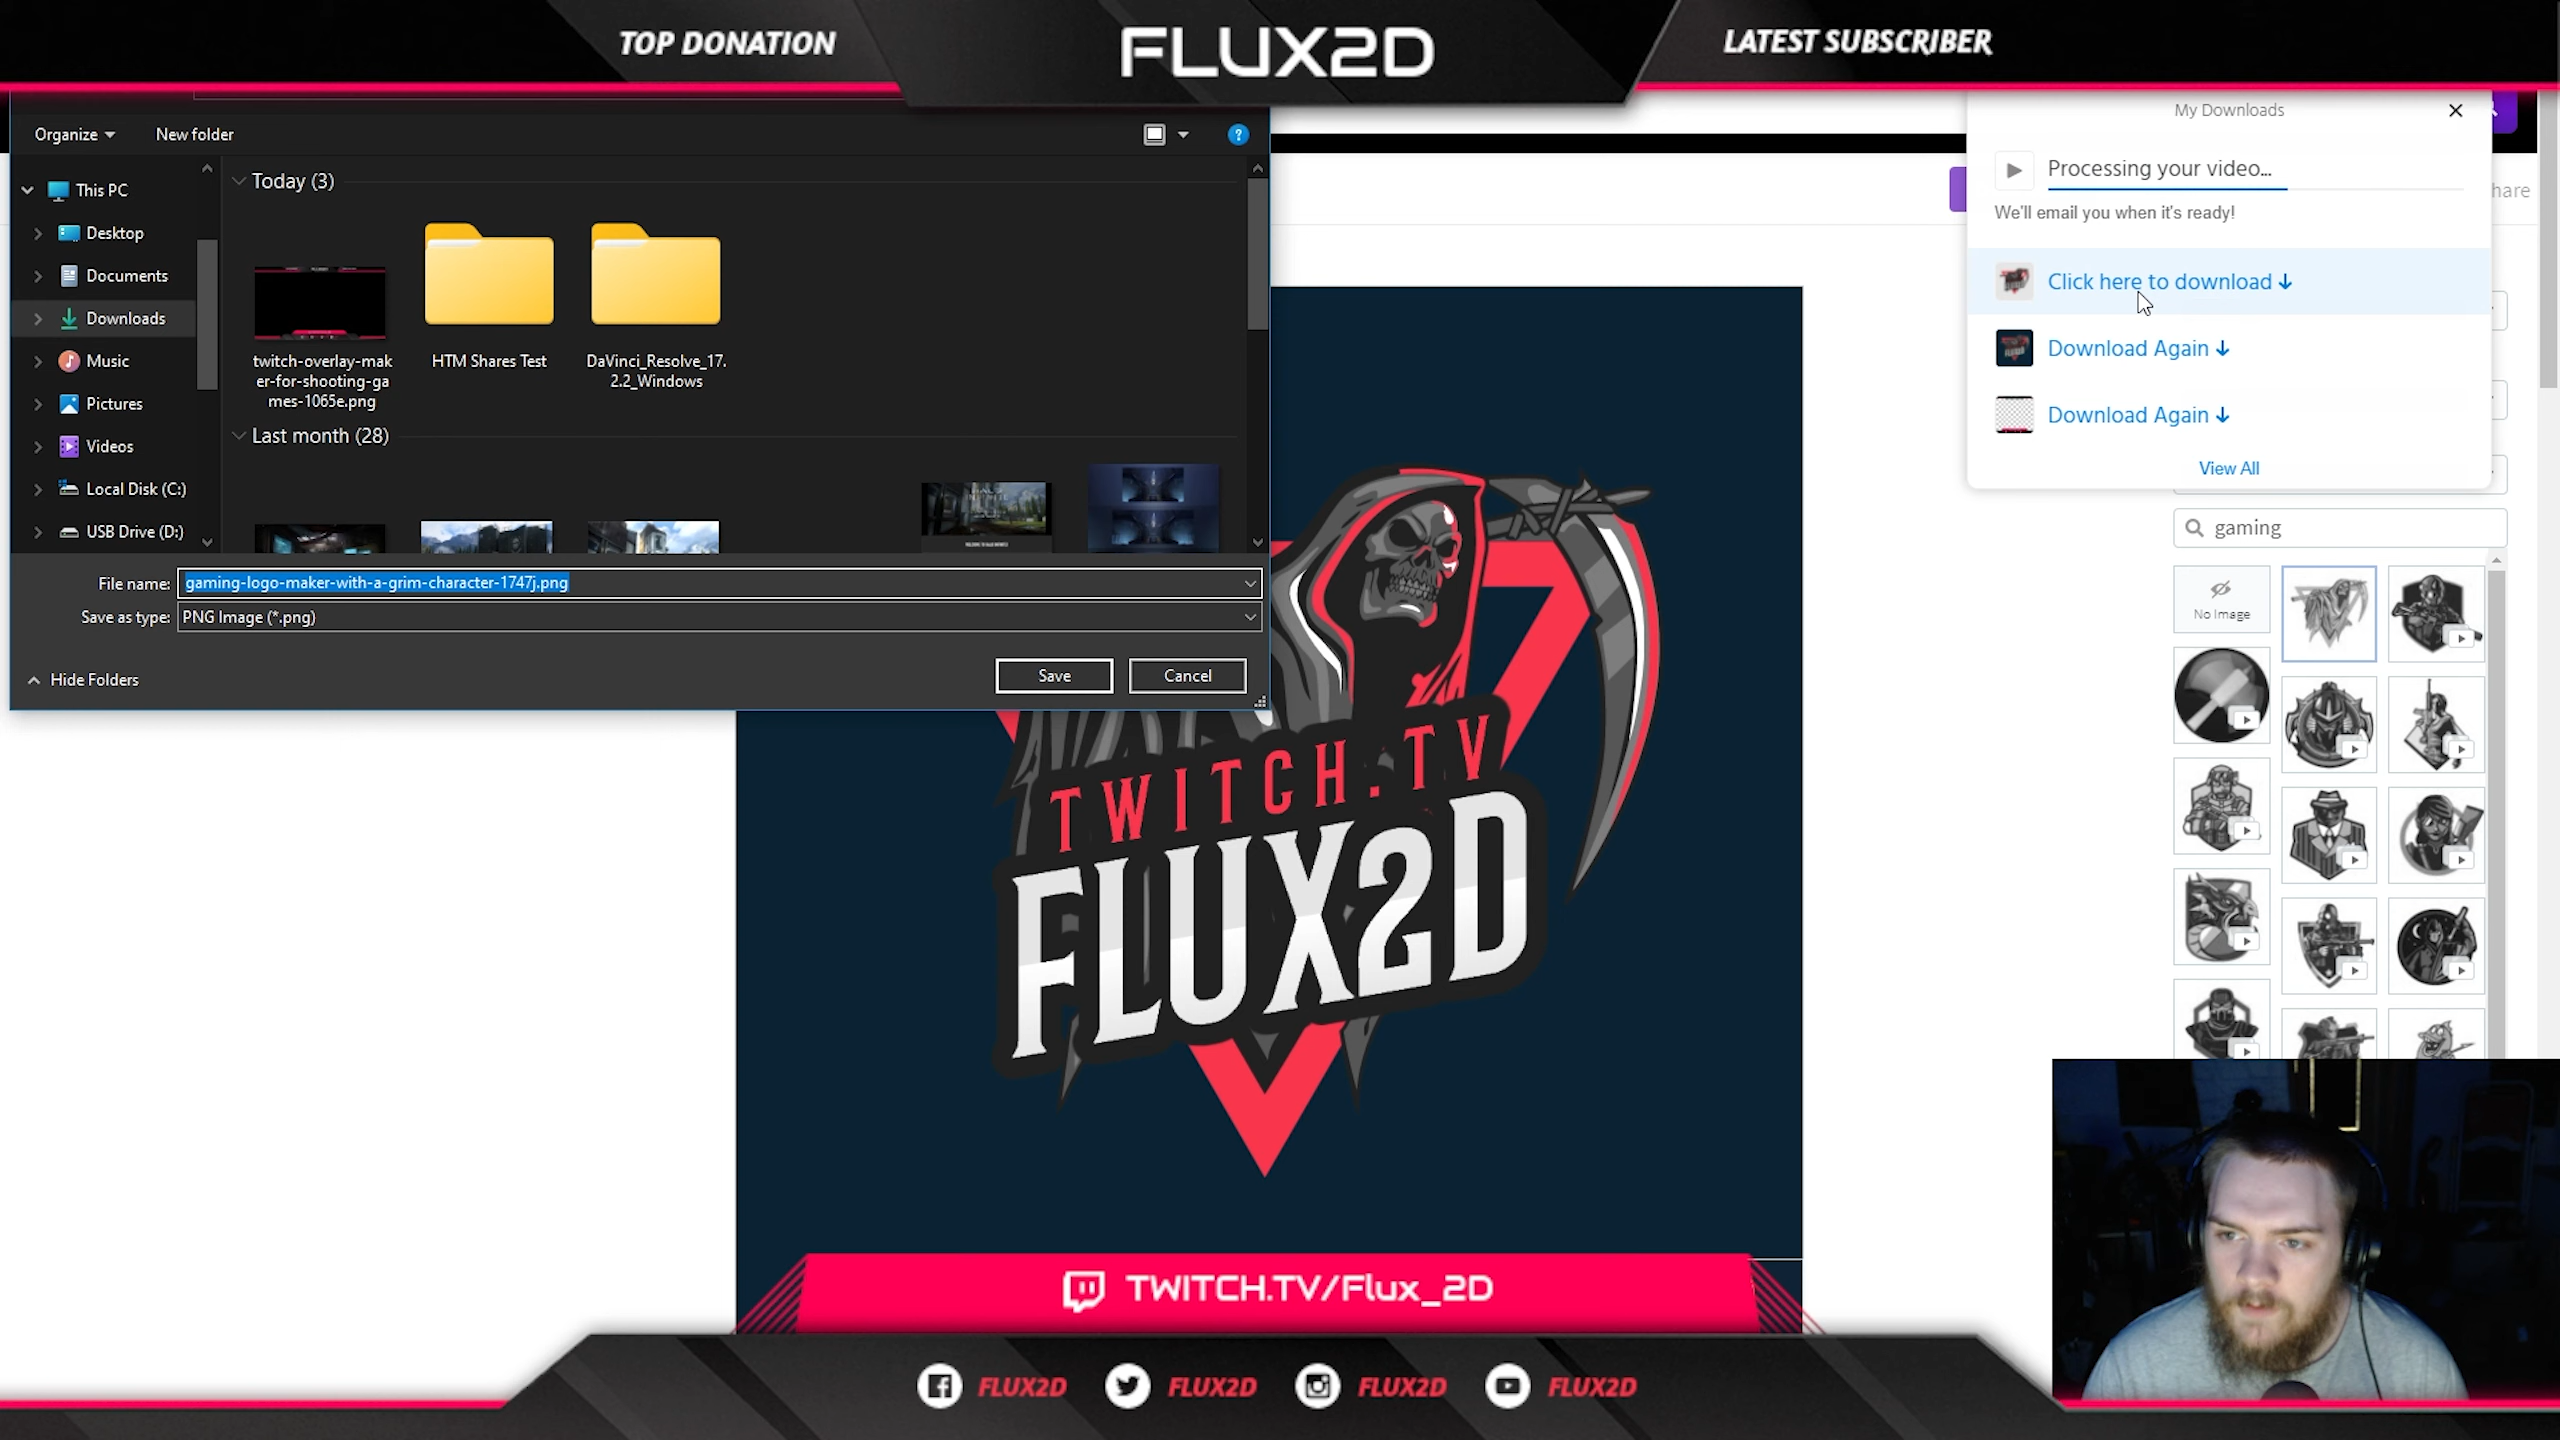 TOP DONATION
FLUX2D
LATEST SUBSCRIBER
Organize
New folder
?
This PC
Desktop
Documents
Downloads
Music
Pictures
Videos
Local Disk (C:)
USB Drive (D:)
Today (3)
twitch-overlay-mak
er-for-shooting-ga
mes-1065e.png
HTM Shares Test
DaVinci_Resolve_17.
2.2_Windows
Last month (28)
File name:
gaming-logo-maker-with-a-grim-character-1747j.png
Save as type:
PNG Image (*.png)
Hide Folders
Save
Cancel
My Downloads
Processing your video...
We'll email you when it's ready!
Click here to download
Download Again
Download Again
View All
hare
gaming
No Image
TWITCH.TV
FLUX2D
TWITCH.TV/Flux_2D
FLUX2D
FLUX2D
FLUX2D
FLUX2D